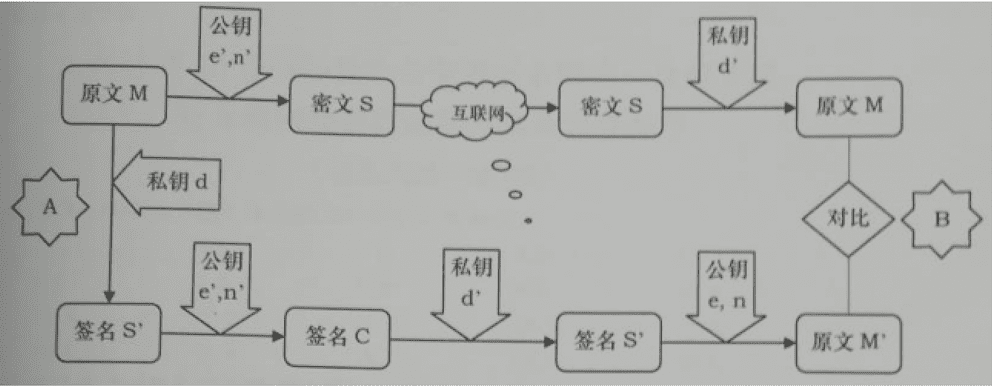 公钥
e’,n’
私钥
d’
原文 M
密文 S
互联网
密文 S
原文 M
A
私钥 d
对比
B
公钥
e’,n’
私钥
d’
公钥
e, n
签名 S’
签名 C
签名 S’
原文 M’